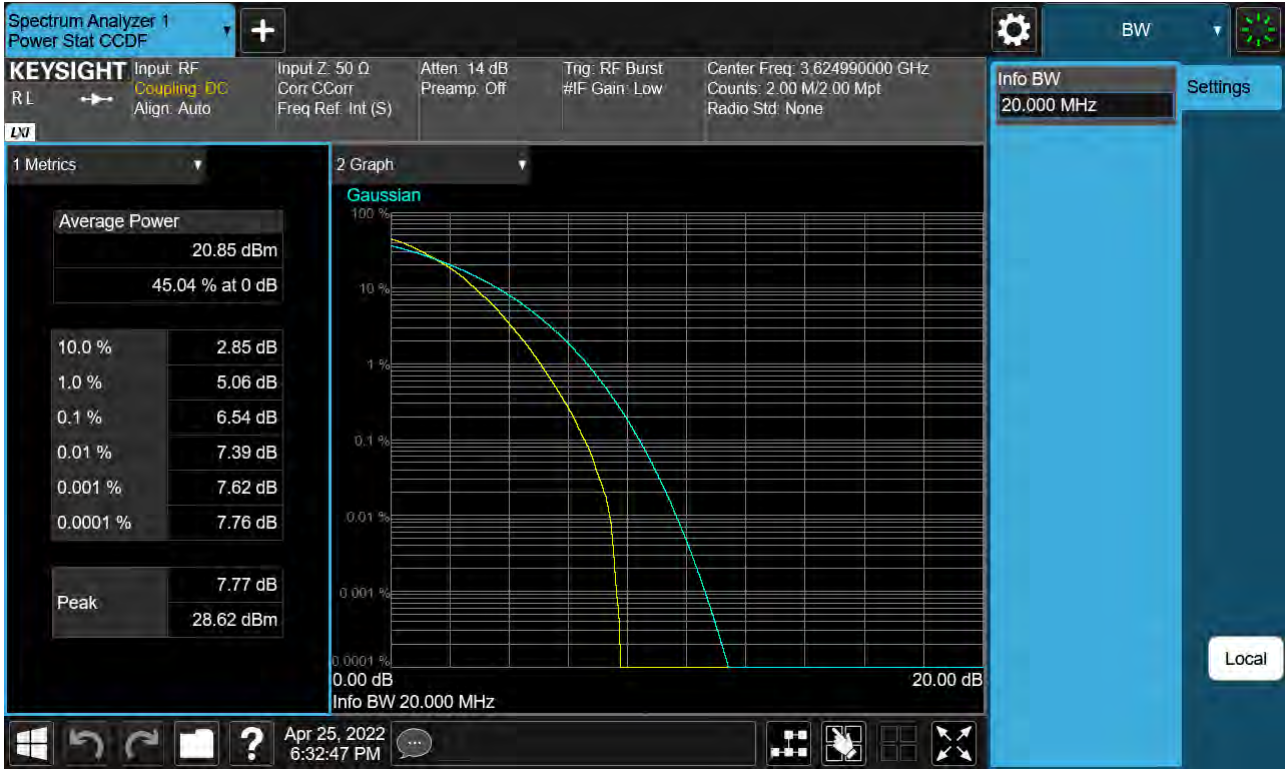 Spectrum Analyzer 1
Power Stat CCDF
+
BW
KEYSIGHT
R L
LXI
Input: RF
Coupling: DC
Align: Auto
Input Z: 50 Ω
Corr CCorr
Freq Ref: Int (S)
Atten: 14 dB
Preamp: Off
Trig: RF Burst
#IF Gain: Low
Center Freq: 3.624990000 GHz
Counts: 2.00 M/2.00 Mpt
Radio Std: None
Info BW
20.000 MHz
Settings
1 Metrics
Average Power
20.85 dBm
45.04 % at 0 dB
10.0 % 2.85 dB
1.0 % 5.06 dB
0.1 % 6.54 dB
0.01 % 7.39 dB
0.001 % 7.62 dB
0.0001 % 7.76 dB
Peak
7.77 dB
28.62 dBm
2 Graph
Gaussian
100 %
10 %
1 %
0.1 %
0.01 %
0.001 %
0.0001 %
0.00 dB 20.00 dB
Info BW 20.000 MHz
Local
?
Apr 25, 2022
6:32:47 PM